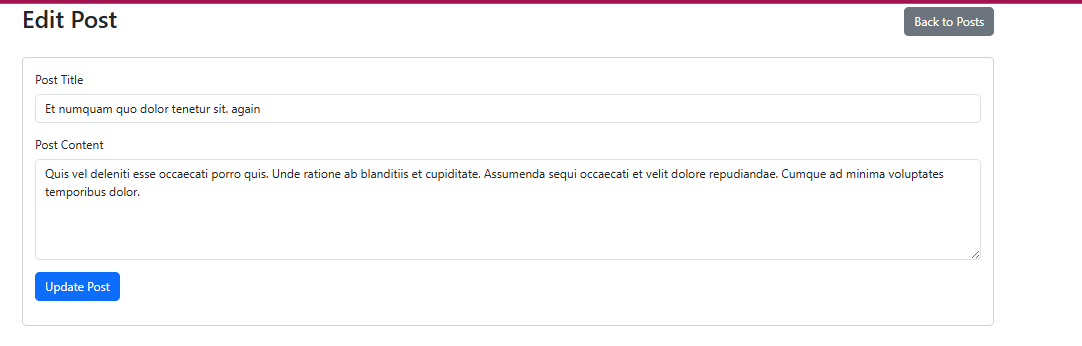 Edit Post
Back to Posts
Post Title
Et numquam quo dolor tenetur sit. again
Post Content
Quis vel deleniti esse occaecati porro quis. Unde ratione ab blanditiis et cupiditate. Assumenda sequi occaecati et velit dolore repudiandae. Cumque ad minima voluptates
temporibus dolor.
Update Post